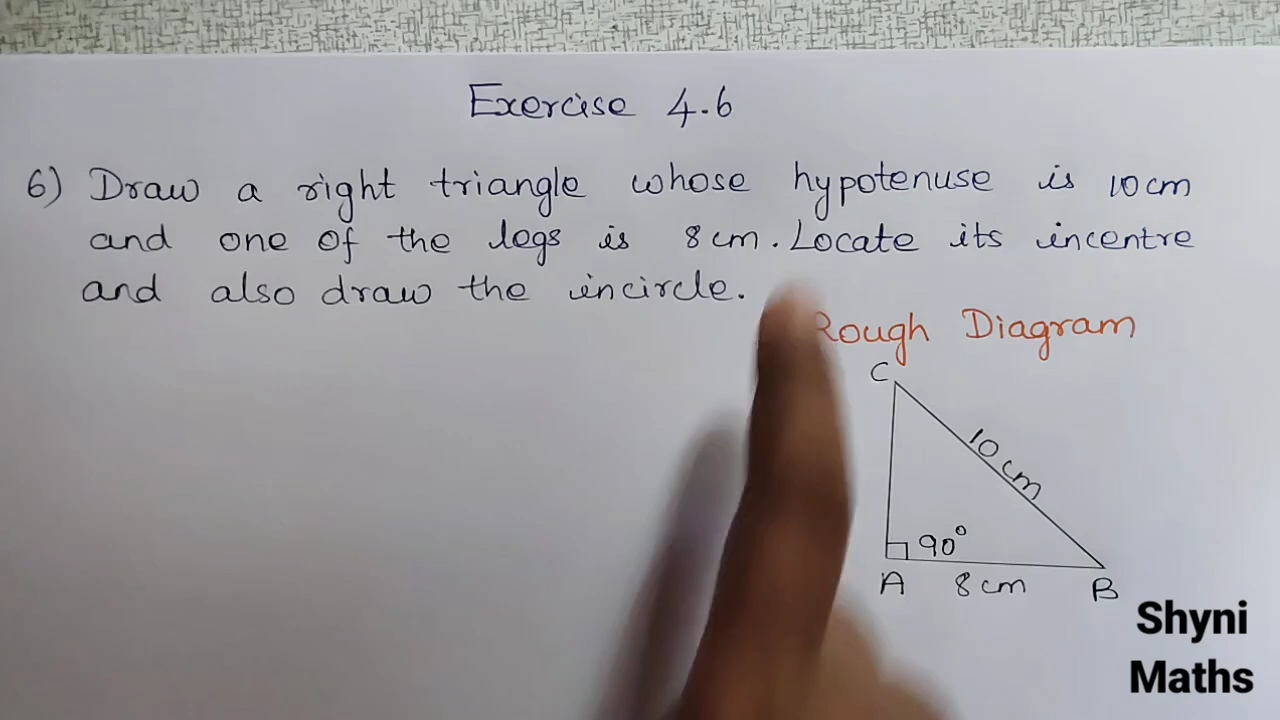 Exercise 4.6
6) Draw a right triangle whose hypotenuse is 10 cm
and one of the legs is 8 cm. Locate its incentre
and also draw the incircle.
Rough Diagram
C
10 cm
90°
A 8 cm B
Shyni
Maths